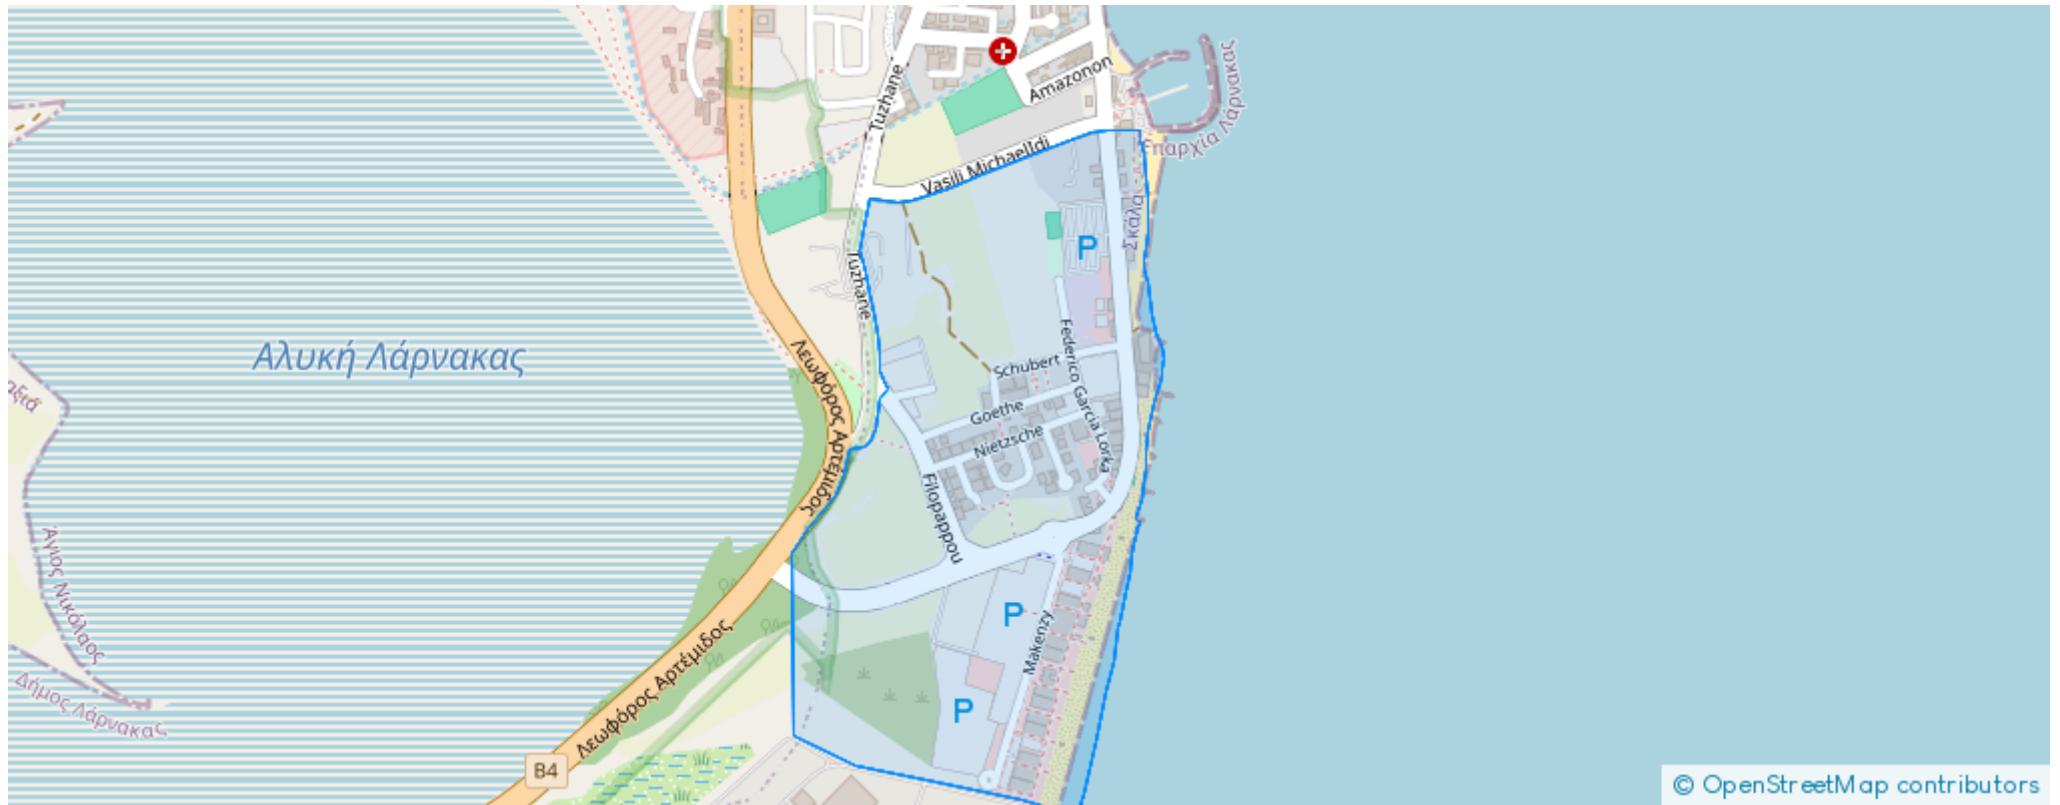 Επαρχία Λάρνακας
Amazonon
Tuzhane
Vasili MichaelIdi
Σκάλα
P
Tuzhane
Λεωφόρος Αρτέμιδος
Αλυκή Λάρνακας
Schubert
Federico Garcia Lorka
Goethe
Nietzsche
Filopappou
Άγιος Νικόλαος
Δήμος Λάρνακας
P
Makenzy
Λεωφόρος Αρτέμιδος
P
B4
© OpenStreetMap contributors